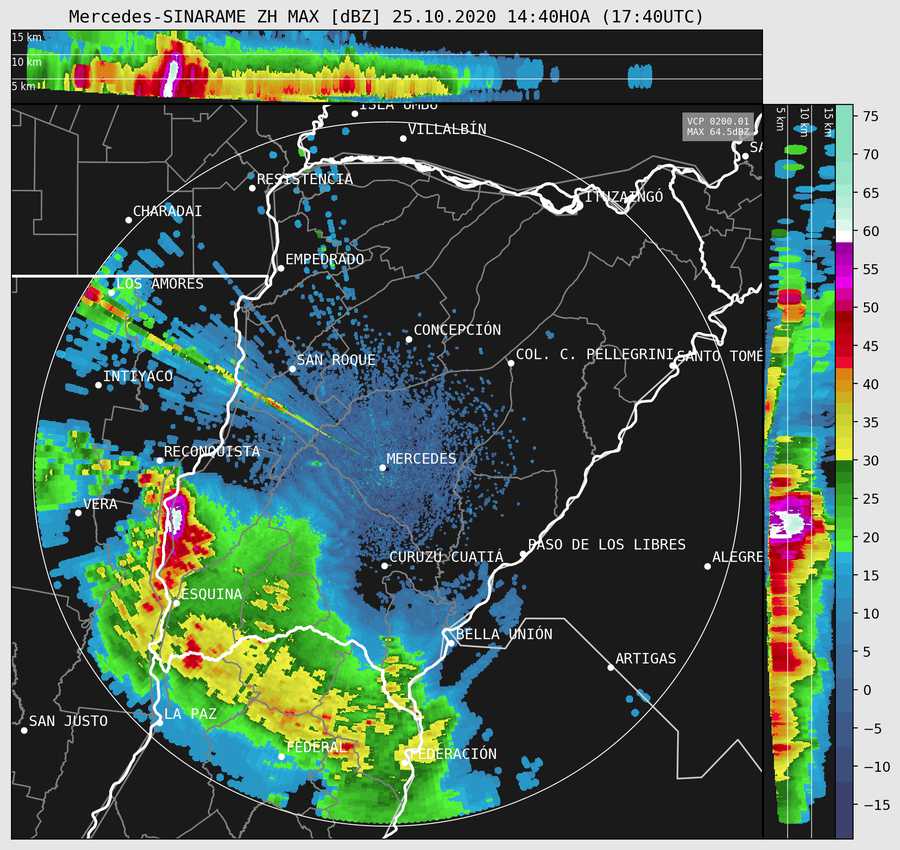 Mercedes-SINARAME ZH MAX [dBZ] 25.10.2020 14:40HOA (17:40UTC)
15 km
10 km
5 km
5 km
10 km
15 km
VCP 0200.01
MAX 64.5dBZ
ISLA UMBÚ
VILLALBÍN
SA
RESISTENCIA
ITUZAINGÓ
CHARADAI
EMPEDRADO
LOS AMORES
CONCEPCIÓN
SAN ROQUE
COL. C. PELLEGRINI
SANTO TOMÉ
INTIYACO
RECONQUISTA
MERCEDES
VERA
PASO DE LOS LIBRES
CURUZÚ CUATIÁ
ALEGRE
ESQUINA
BELLA UNIÓN
ARTIGAS
LA PAZ
SAN JUSTO
FEDERAL
FEDERACIÓN
75
70
65
60
55
50
45
40
35
30
25
20
15
10
5
0
−5
−10
−15